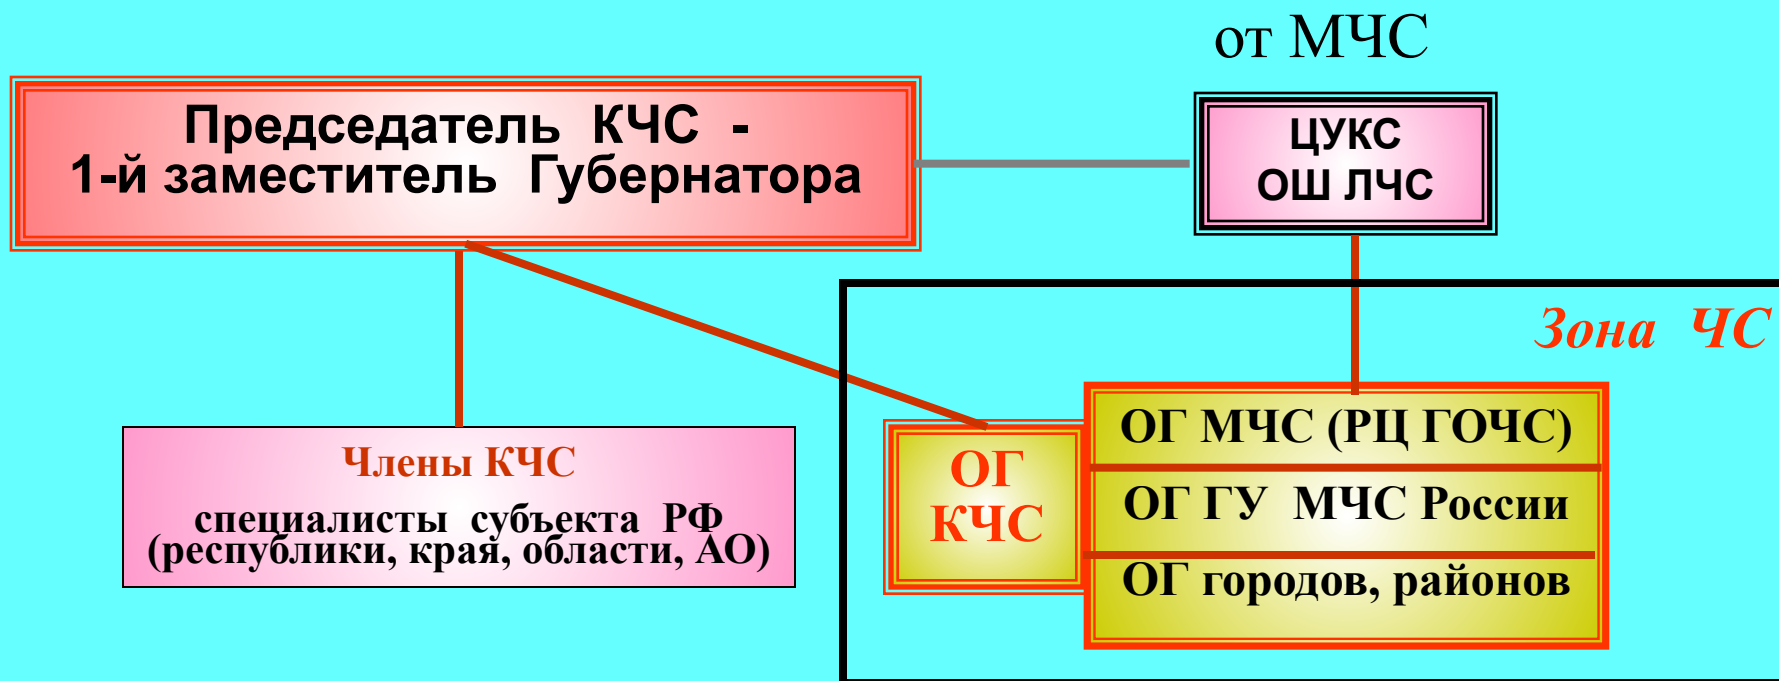 от МЧС
Председатель КЧС -
1-й заместитель Губернатора
ЦУКС
ОШ ЛЧС
Зона ЧС
Члены КЧС
специалисты субъекта РФ
(республики, края, области, АО)
ОГ
КЧС
ОГ МЧС (РЦ ГОЧС)
ОГ ГУ МЧС России
ОГ городов, районов